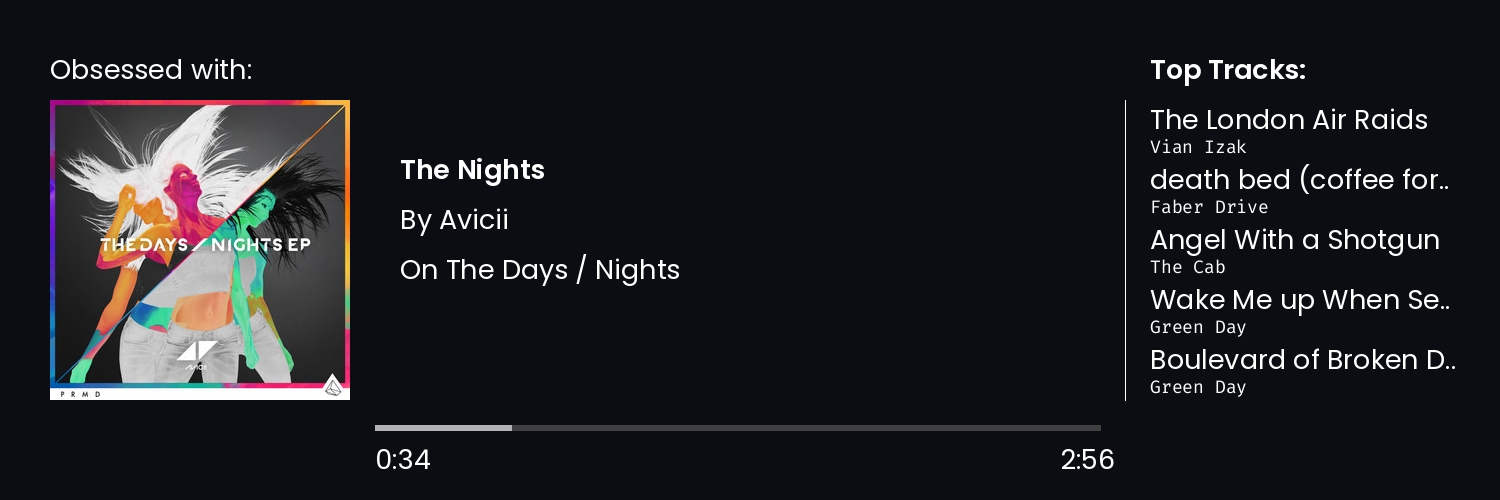 Obsessed with:
THE DAYS / NIGHTS EP
AVICII
PRMD
The Nights
By Avicii
On The Days / Nights
0:34
2:56
Top Tracks:
The London Air Raids
Vian Izak
death bed (coffee for..
Faber Drive
Angel With a Shotgun
The Cab
Wake Me up When Se..
Green Day
Boulevard of Broken D..
Green Day